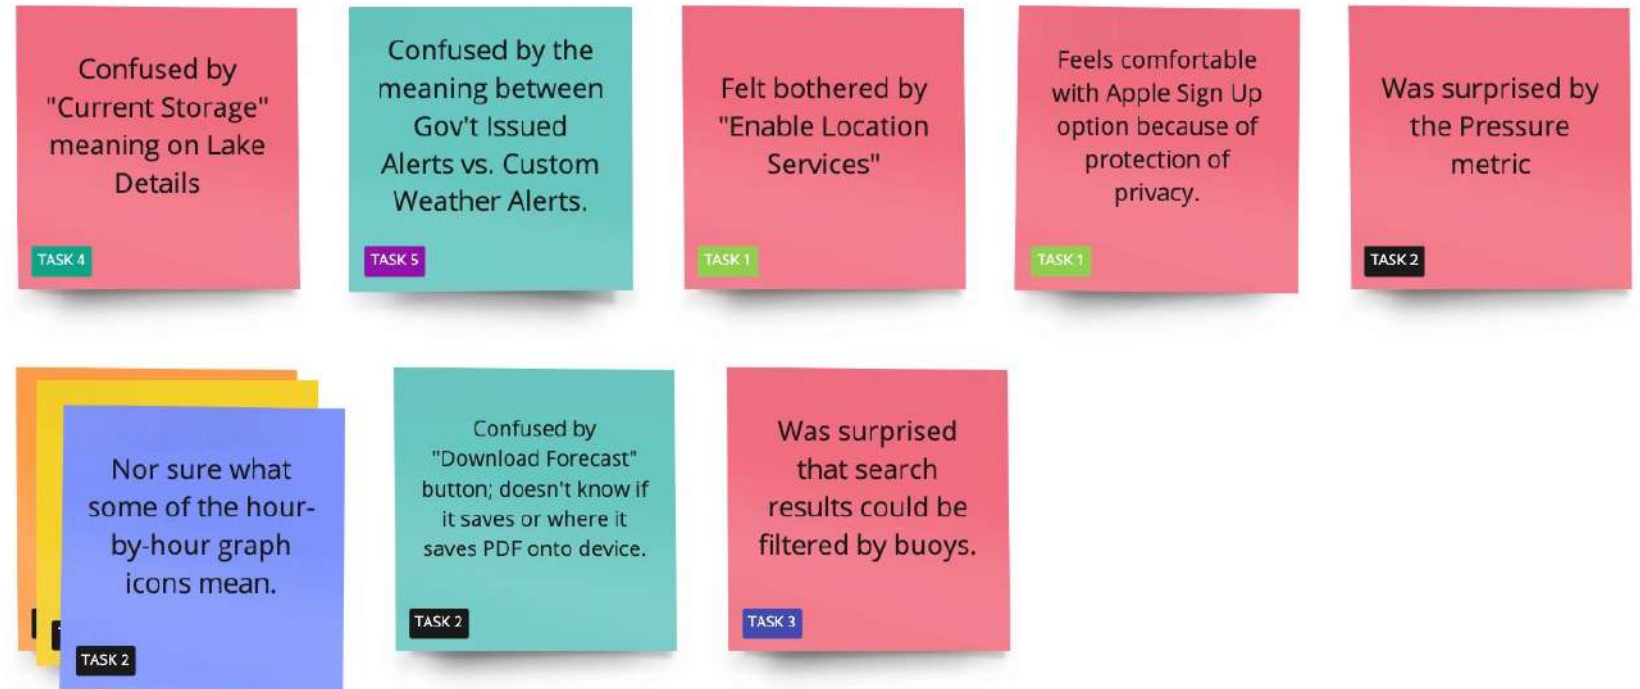 Confused by
"Current Storage"
meaning on Lake
Details
TASK 4
Confused by the
meaning between
Gov't Issued
Alerts vs. Custom
Weather Alerts.
TASK 5
Felt bothered by
"Enable Location
Services"
TASK 1
Feels comfortable
with Apple Sign Up
option because of
protection of
privacy.
TASK 1
Was surprised by
the Pressure
metric
TASK 2
Nor sure what
some of the hour-
by-hour graph
icons mean.
TASK 2
Confused by
"Download Forecast"
button; doesn't know if
it saves or where it
saves PDF onto device.
TASK 2
Was surprised
that search
results could be
filtered by buoys.
TASK 3